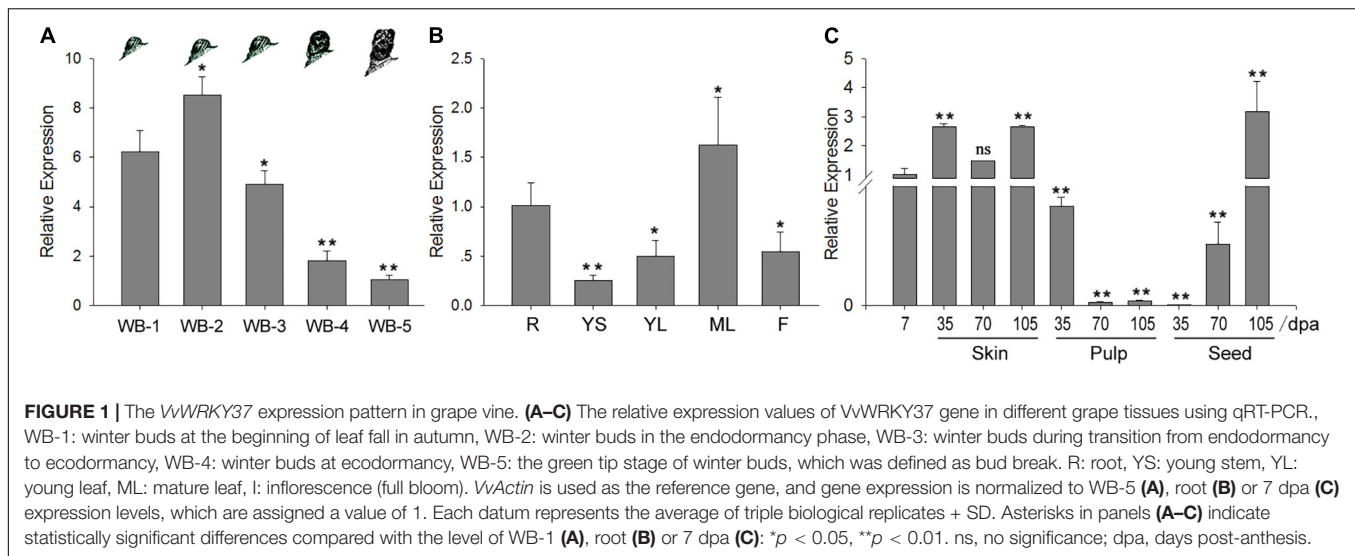 A
Relative Expression
10
8
6
4
2
0
*
*
**
**
WB-1 WB-2 WB-3 WB-4 WB-5
B
Relative Expression
2.5
2.0
1.5
1.0
.5
0.0
**
*
*
*
R YS YL ML F
C
Relative Expression
5
4
3
2
1
0
**
ns
**
**
**
**
**
**
**
7 35 70 105 35 70 105 35 70 105 /dpa
Skin Pulp Seed
FIGURE 1 | The VvWRKY37 expression pattern in grape vine. (A–C) The relative expression values of VvWRKY37 gene in different grape tissues using qRT-PCR.,
WB-1: winter buds at the beginning of leaf fall in autumn, WB-2: winter buds in the endodormancy phase, WB-3: winter buds during transition from endodormancy
to ecodormancy, WB-4: winter buds at ecodormancy, WB-5: the green tip stage of winter buds, which was defined as bud break. R: root, YS: young stem, YL:
young leaf, ML: mature leaf, I: inflorescence (full bloom). VvActin is used as the reference gene, and gene expression is normalized to WB-5 (A), root (B) or 7 dpa (C)
expression levels, which are assigned a value of 1. Each datum represents the average of triple biological replicates + SD. Asterisks in panels (A–C) indicate
statistically significant differences compared with the level of WB-1 (A), root (B) or 7 dpa (C): *p < 0.05, **p < 0.01. ns, no significance; dpa, days post-anthesis.